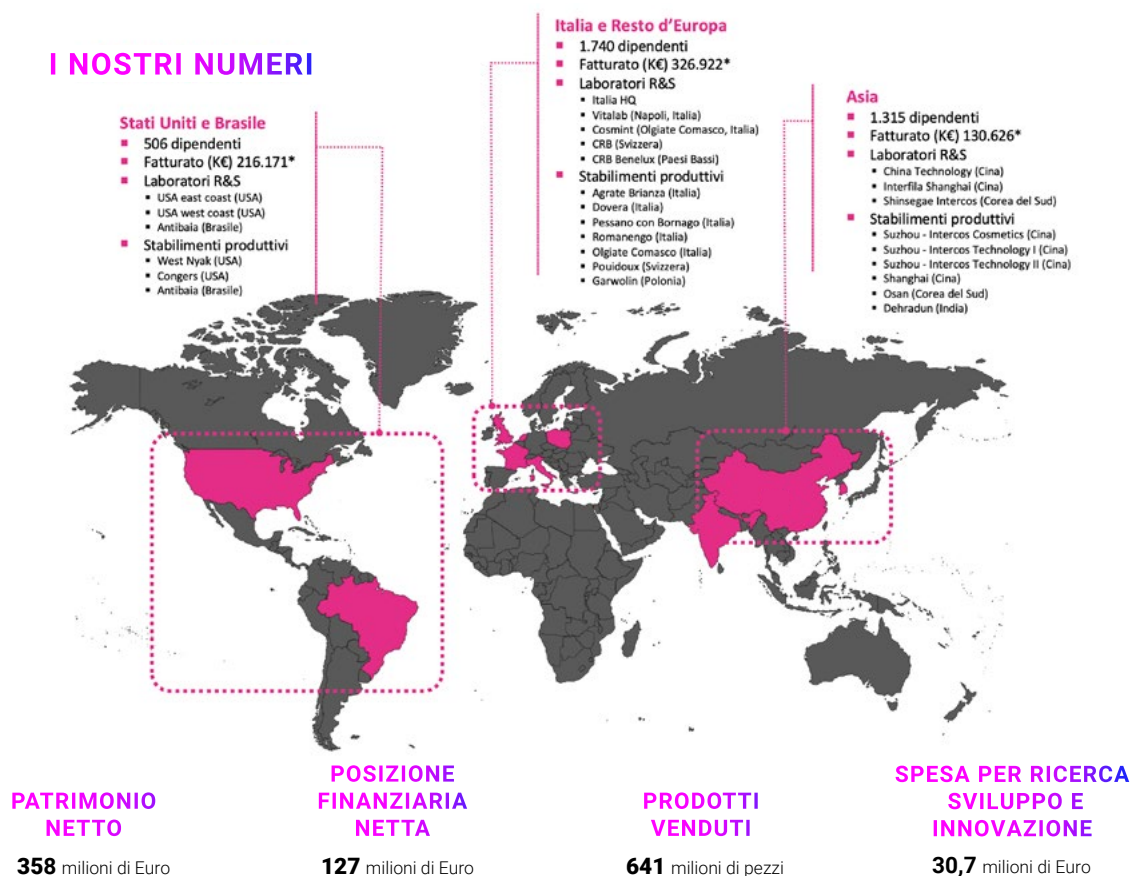 I NOSTRI NUMERI
Stati Uniti e Brasile
506 dipendenti
Fatturato (K€) 216.171*
Laboratori R&S
USA east coast (USA)
USA west coast (USA)
Antibaia (Brasile)
Stabilimenti produttivi
West Nyak (USA)
Congers (USA)
Antibaia (Brasile)
Italia e Resto d'Europa
1.740 dipendenti
Fatturato (K€) 326.922*
Laboratori R&S
Italia HQ
Vitalab (Napoli, Italia)
Cosmint (Olgiate Comasco, Italia)
CRB (Svizzera)
CRB Benelux (Paesi Bassi)
Stabilimenti produttivi
Agrate Brianza (Italia)
Dovera (Italia)
Pessano con Bornago (Italia)
Romanengo (Italia)
Olgiate Comasco (Italia)
Pouidoux (Svizzera)
Garwolin (Polonia)
Asia
1.315 dipendenti
Fatturato (K€) 130.626*
Laboratori R&S
China Technology (Cina)
Interfila Shanghai (Cina)
Shinsegae Intercos (Corea del Sud)
Stabilimenti produttivi
Suzhou - Intercos Cosmetics (Cina)
Suzhou - Intercos Technology I (Cina)
Suzhou - Intercos Technology II (Cina)
Shanghai (Cina)
Osan (Corea del Sud)
Dehradun (India)
PATRIMONIO
NETTO
358 milioni di Euro
POSIZIONE
FINANZIARIA
NETTA
127 milioni di Euro
PRODOTTI
VENDUTI
641 milioni di pezzi
SPESA PER RICERCA
SVILUPPO E
INNOVAZIONE
30,7 milioni di Euro